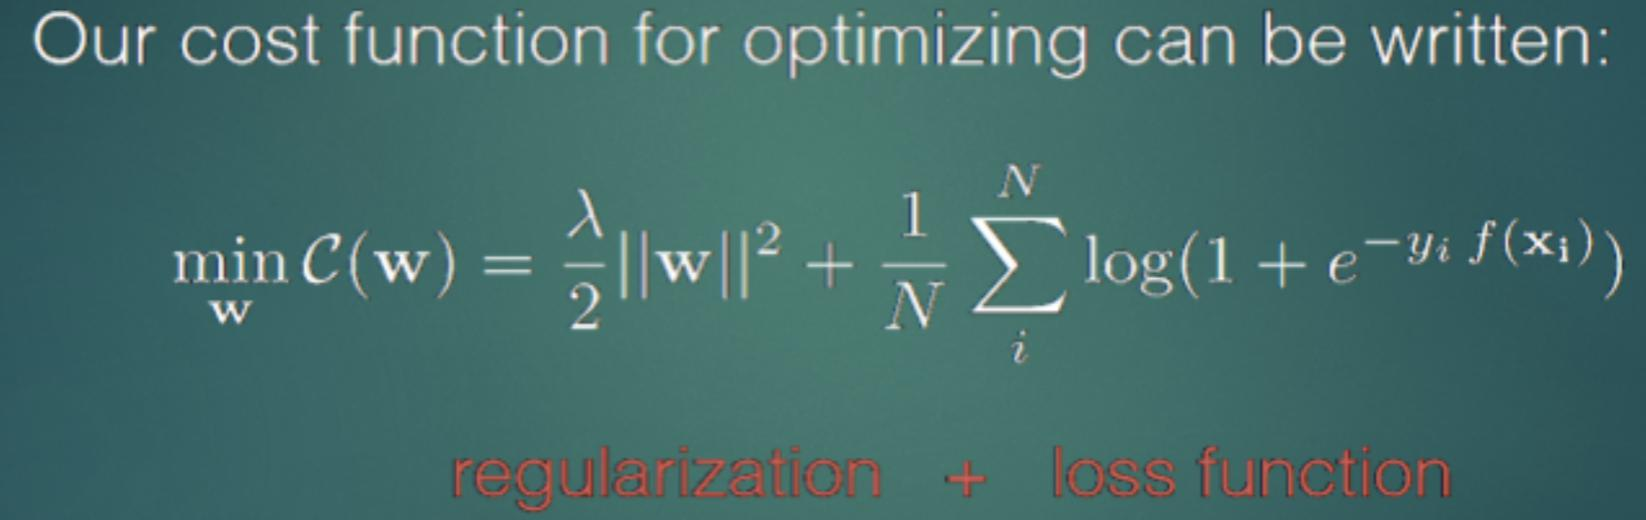 Our cost function for optimizing can be written:
min_w C(w) = λ/2 ||w||² + 1/N ∑_i^N log(1 + e^{−y_i f(x_i)})
regularization + loss function